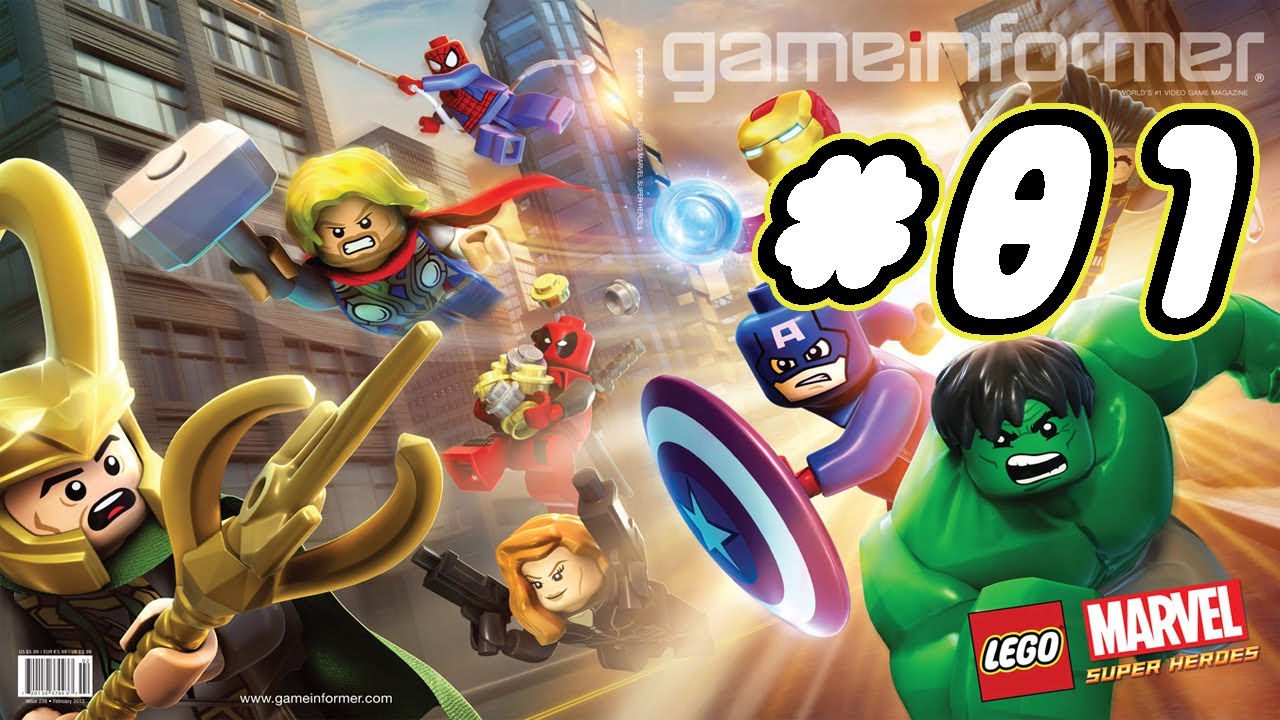 gameinformer®
WORLD'S #1 VIDEO GAME MAGAZINE
#01
A
LEGO
MARVEL
SUPER HEROES
www.gameinformer.com